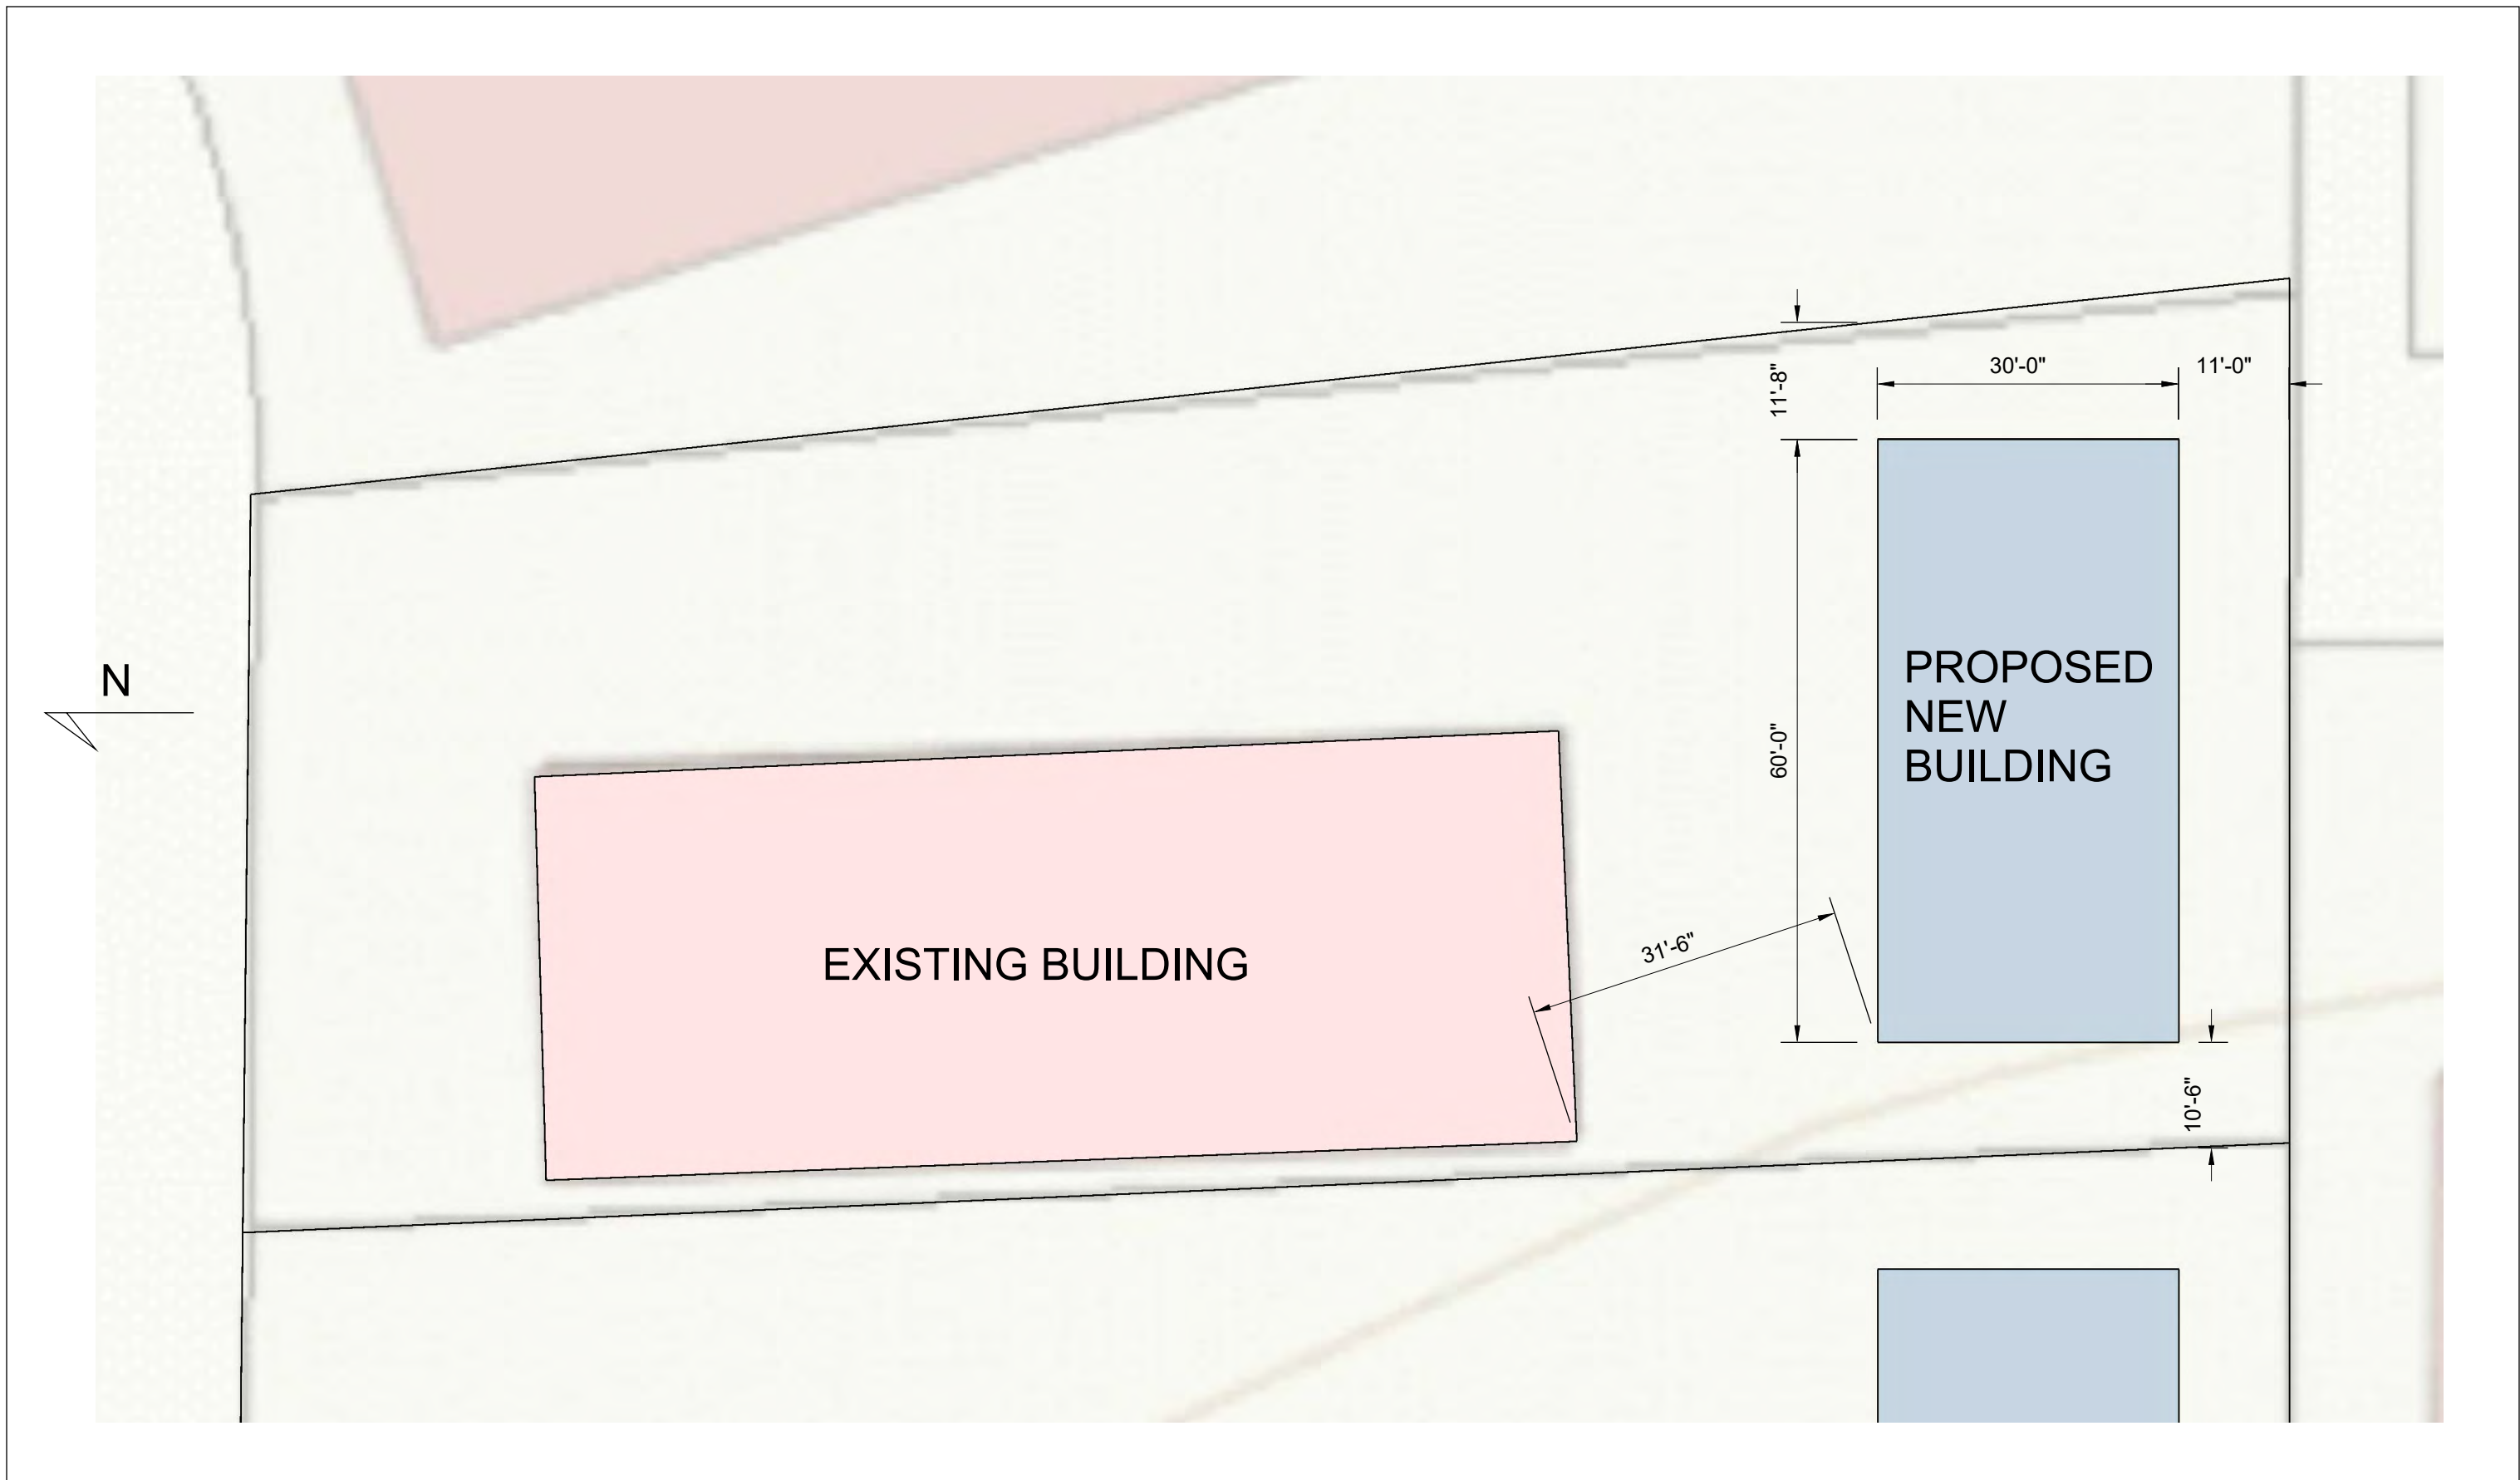 30'-0"
11'-0"
11'-8"
N
PROPOSED
NEW
BUILDING
60'-0"
EXISTING BUILDING
31'-6"
10'-6"